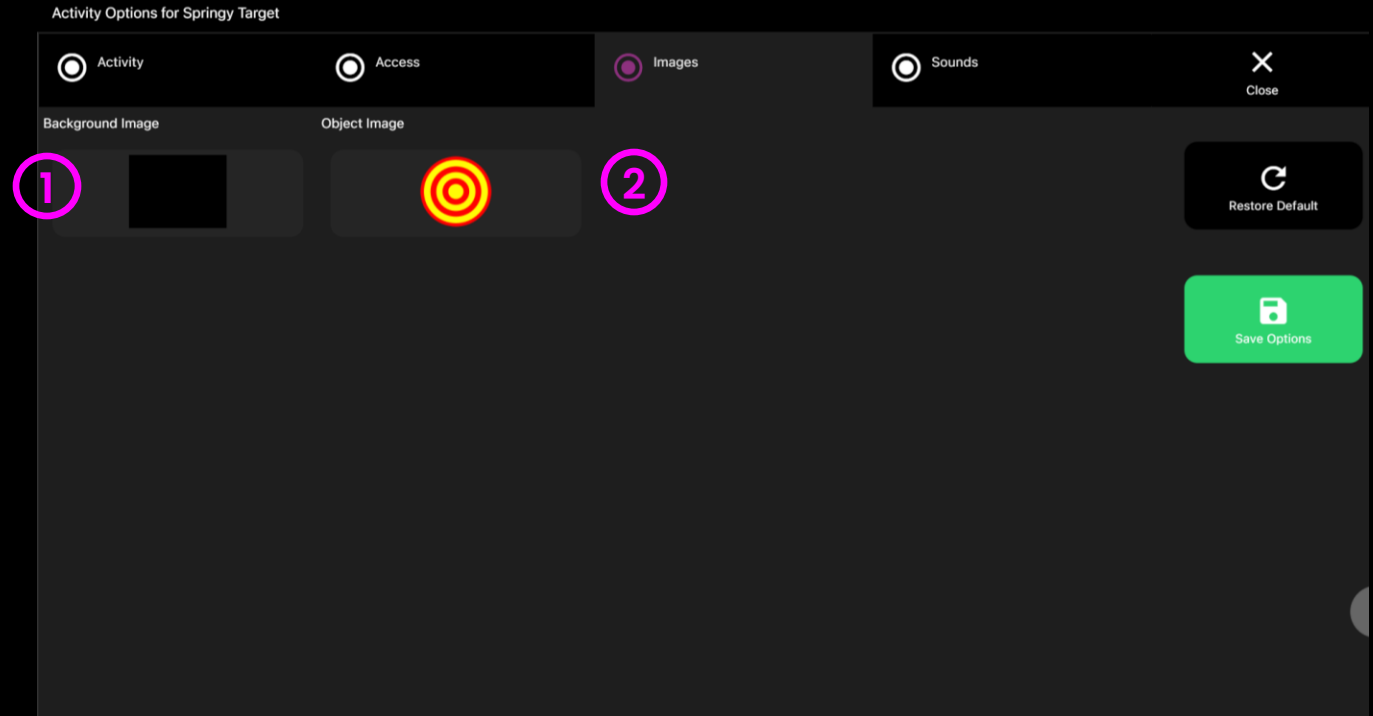 Activity Options for Springy Target
Activity
Access
Images
Sounds
Close
Background Image
Object Image
1
2
Restore Default
Save Options